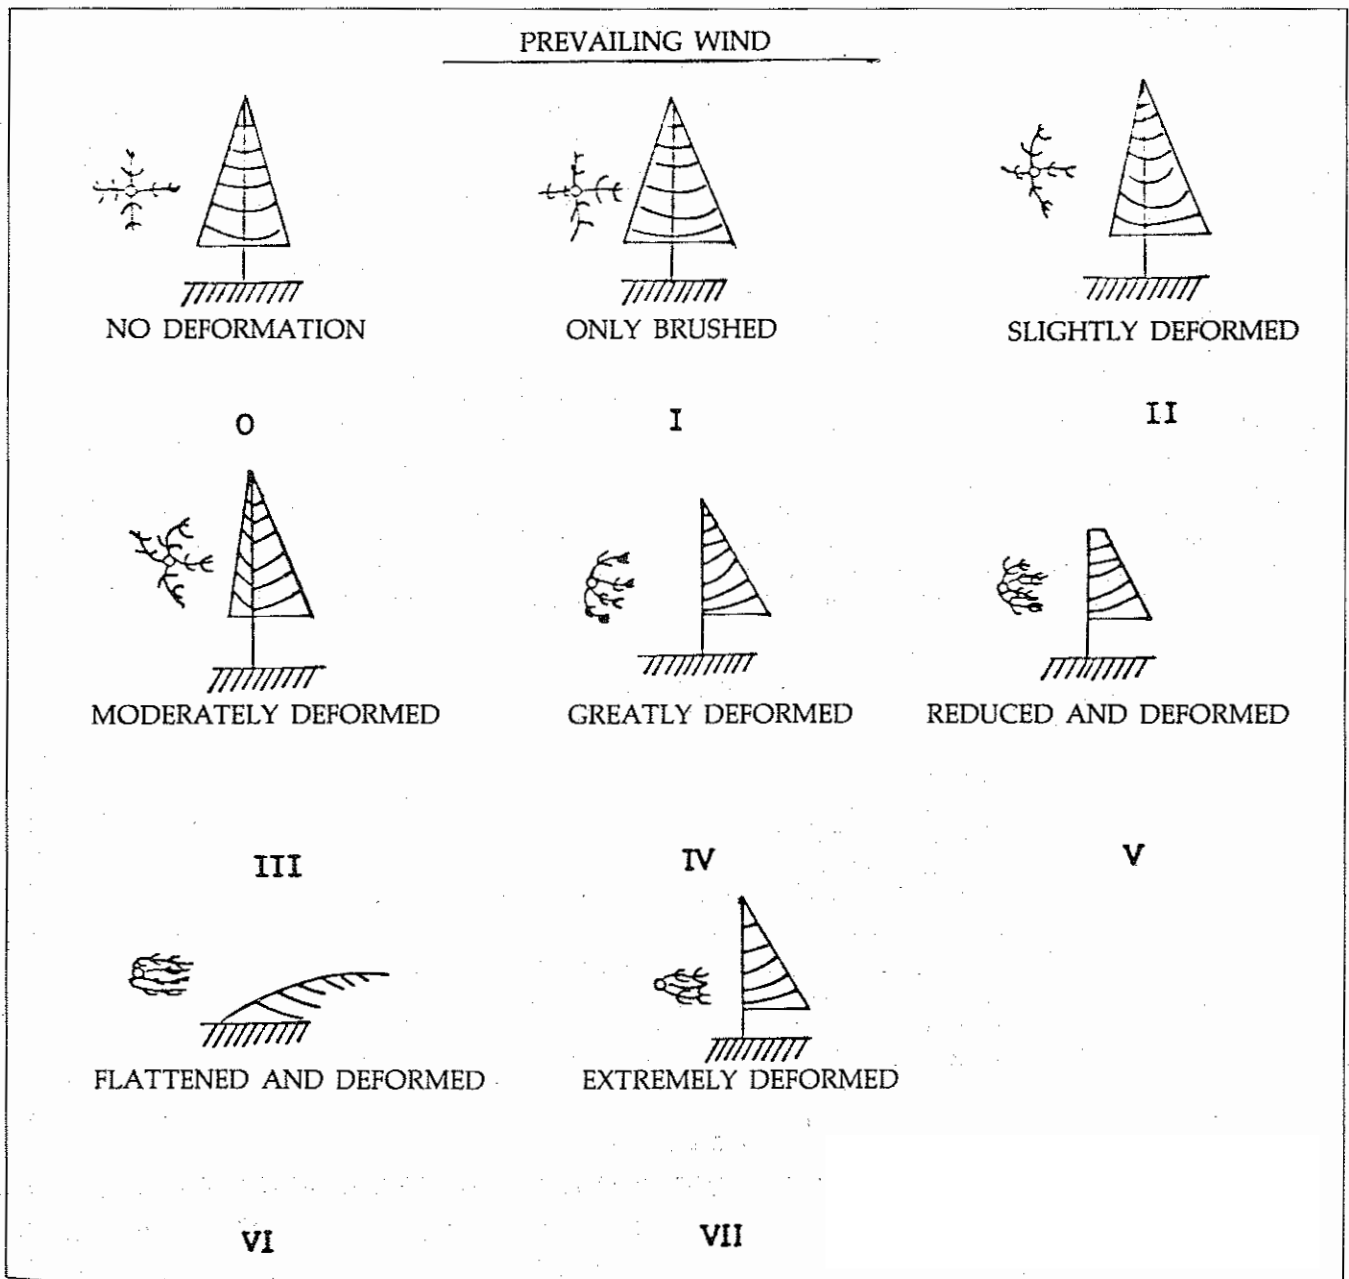 PREVAILING WIND
NO DEFORMATION
ONLY BRUSHED
SLIGHTLY DEFORMED
O
I
II
MODERATELY DEFORMED
GREATLY DEFORMED
REDUCED AND DEFORMED
III
IV
V
FLATTENED AND DEFORMED
EXTREMELY DEFORMED
VI
VII